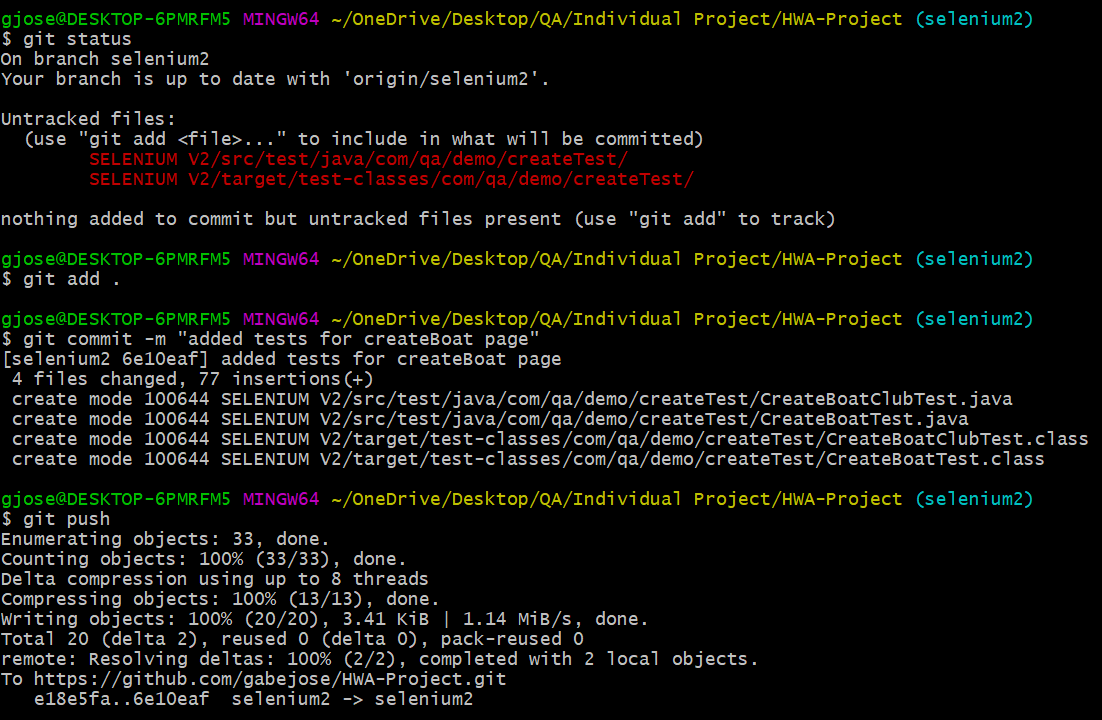 gjose@DESKTOP-6PMRFM5 MINGW64 ~/OneDrive/Desktop/QA/Individual Project/HWA-Project (selenium2)
$ git status
On branch selenium2
Your branch is up to date with 'origin/selenium2'.

Untracked files:
  (use "git add <file>..." to include in what will be committed)
        SELENIUM V2/src/test/java/com/qa/demo/createTest/
        SELENIUM V2/target/test-classes/com/qa/demo/createTest/

nothing added to commit but untracked files present (use "git add" to track)

gjose@DESKTOP-6PMRFM5 MINGW64 ~/OneDrive/Desktop/QA/Individual Project/HWA-Project (selenium2)
$ git add .

gjose@DESKTOP-6PMRFM5 MINGW64 ~/OneDrive/Desktop/QA/Individual Project/HWA-Project (selenium2)
$ git commit -m "added tests for createBoat page"
[selenium2 6e10eaf] added tests for createBoat page
 4 files changed, 77 insertions(+)
 create mode 100644 SELENIUM V2/src/test/java/com/qa/demo/createTest/CreateBoatClubTest.java
 create mode 100644 SELENIUM V2/src/test/java/com/qa/demo/createTest/CreateBoatTest.java
 create mode 100644 SELENIUM V2/target/test-classes/com/qa/demo/createTest/CreateBoatClubTest.class
 create mode 100644 SELENIUM V2/target/test-classes/com/qa/demo/createTest/CreateBoatTest.class

gjose@DESKTOP-6PMRFM5 MINGW64 ~/OneDrive/Desktop/QA/Individual Project/HWA-Project (selenium2)
$ git push
Enumerating objects: 33, done.
Counting objects: 100% (33/33), done.
Delta compression using up to 8 threads
Compressing objects: 100% (13/13), done.
Writing objects: 100% (20/20), 3.41 KiB | 1.14 MiB/s, done.
Total 20 (delta 2), reused 0 (delta 0), pack-reused 0
remote: Resolving deltas: 100% (2/2), completed with 2 local objects.
To https://github.com/gabejose/HWA-Project.git
   e18e5fa..6e10eaf  selenium2 -> selenium2